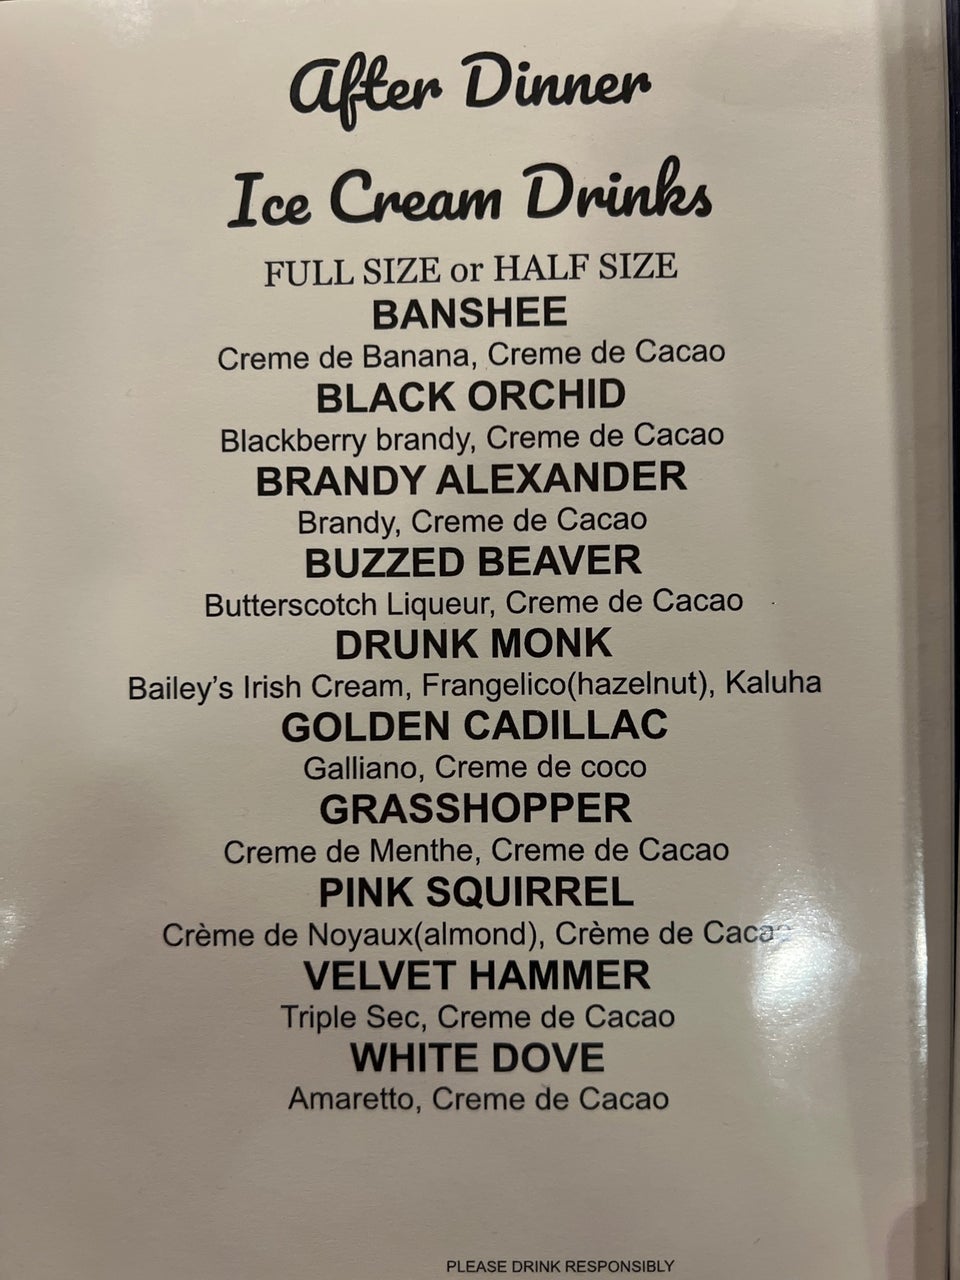 After Dinner
Ice Cream Drinks
FULL SIZE or HALF SIZE
BANSHEE
Creme de Banana, Creme de Cacao
BLACK ORCHID
Blackberry brandy, Creme de Cacao
BRANDY ALEXANDER
Brandy, Creme de Cacao
BUZZED BEAVER
Butterscotch Liqueur, Creme de Cacao
DRUNK MONK
Bailey’s Irish Cream, Frangelico(hazelnut), Kaluha
GOLDEN CADILLAC
Galliano, Creme de coco
GRASSHOPPER
Creme de Menthe, Creme de Cacao
PINK SQUIRREL
Crème de Noyaux(almond), Crème de Cacao
VELVET HAMMER
Triple Sec, Creme de Cacao
WHITE DOVE
Amaretto, Creme de Cacao
PLEASE DRINK RESPONSIBLY